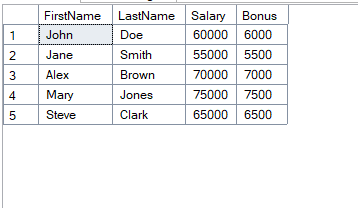 FirstName LastName Salary Bonus
1 John Doe 60000 6000
2 Jane Smith 55000 5500
3 Alex Brown 70000 7000
4 Mary Jones 75000 7500
5 Steve Clark 65000 6500